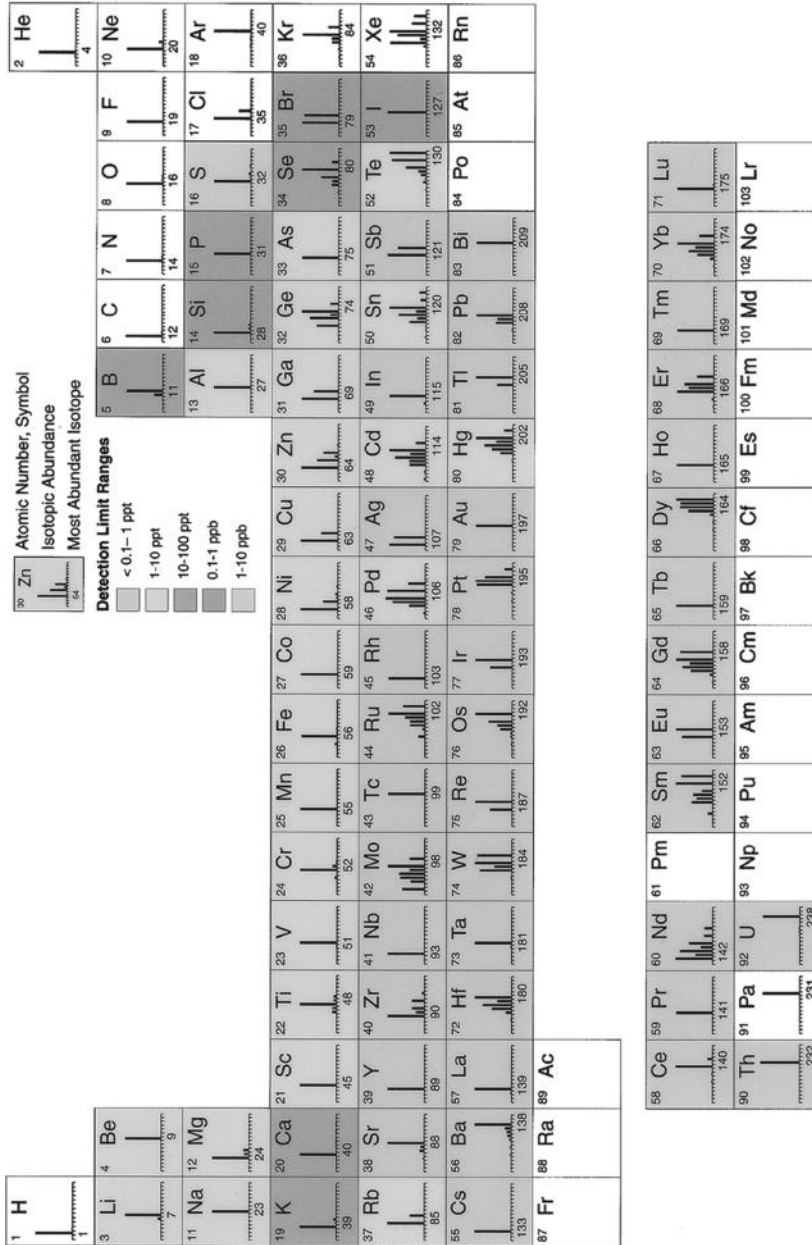 1 H
1
2 He
4
30 Zn
64
Atomic Number, Symbol
Isotopic Abundance
Most Abundant Isotope
Detection Limit Ranges
< 0.1– 1 ppt
1–10 ppt
10-100 ppt
0.1-1 ppb
1-10 ppb
3 Li
7
4 Be
9
5 B
11
6 C
12
7 N
14
8 O
16
9 F
19
10 Ne
20
11 Na
23
12 Mg
24
13 Al
27
14 Si
28
15 P
31
16 S
32
17 Cl
35
18 Ar
40
19 K
39
20 Ca
40
21 Sc
45
22 Ti
48
23 V
51
24 Cr
52
25 Mn
55
26 Fe
56
27 Co
59
28 Ni
58
29 Cu
63
30 Zn
64
31 Ga
69
32 Ge
74
33 As
75
34 Se
80
35 Br
79
36 Kr
84
37 Rb
85
38 Sr
88
39 Y
89
40 Zr
90
41 Nb
93
42 Mo
98
43 Tc
99
44 Ru
102
45 Rh
103
46 Pd
106
47 Ag
107
48 Cd
114
49 In
115
50 Sn
120
51 Sb
121
52 Te
130
53 I
127
54 Xe
132
55 Cs
133
56 Ba
138
57 La
139
72 Hf
180
73 Ta
181
74 W
184
75 Re
187
76 Os
192
77 Ir
193
78 Pt
195
79 Au
197
80 Hg
202
81 Tl
205
82 Pb
208
83 Bi
209
84 Po
85 At
86 Rn
87 Fr
88 Ra
89 Ac
58 Ce
140
59 Pr
141
60 Nd
142
61 Pm
62 Sm
152
63 Eu
153
64 Gd
158
65 Tb
159
66 Dy
164
67 Ho
165
68 Er
166
69 Tm
169
70 Yb
174
71 Lu
175
90 Th
232
91 Pa
231
92 U
238
93 Np
94 Pu
95 Am
96 Cm
97 Bk
98 Cf
99 Es
100 Fm
101 Md
102 No
103 Lr